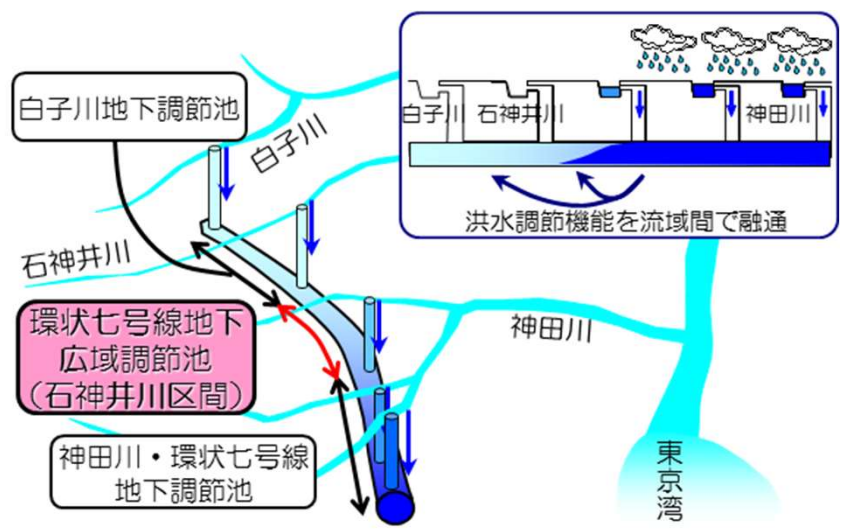 白子川地下調節池
白子川
石神井川
環状七号線地下
広域調節池
（石神井川区間）
神田川・環状七号線
地下調節池
白子川
石神井川
神田川
洪水調節機能を流域間で融通
神田川
東京湾